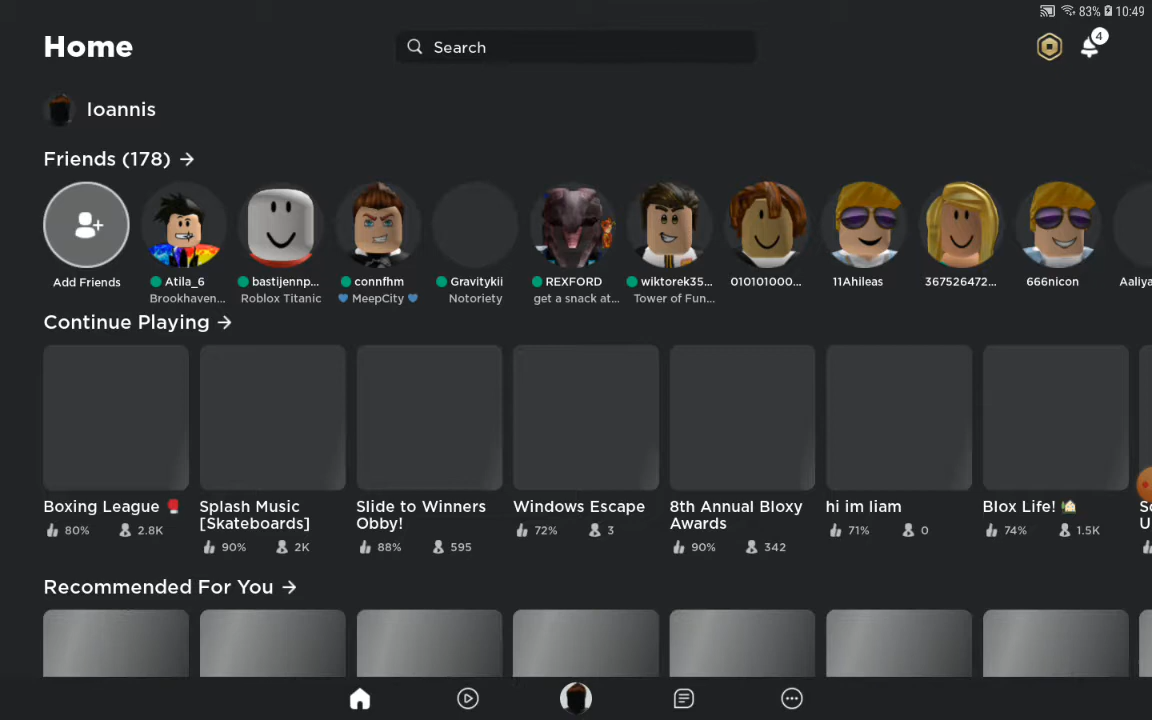 83% 10:49
Home
Search
4
Ioannis
Friends (178) →
Add Friends
Atila_6
bastijennp...
connfhm
Gravitykii
REXFORD
wiktorek35...
010101000...
11Ahileas
367526472...
666nicon
Aaliya
Brookhaven...
Roblox Titanic
💙 MeepCity 💙
Notoriety
get a snack at...
Tower of Fun...
Continue Playing →
Boxing League 🥊
80% 2.8K
Splash Music
[Skateboards]
90% 2K
Slide to Winners
Obby!
88% 595
Windows Escape
72% 3
8th Annual Bloxy
Awards
90% 342
hi im liam
71% 0
Blox Life! 🏠
74% 1.5K
Recommended For You →